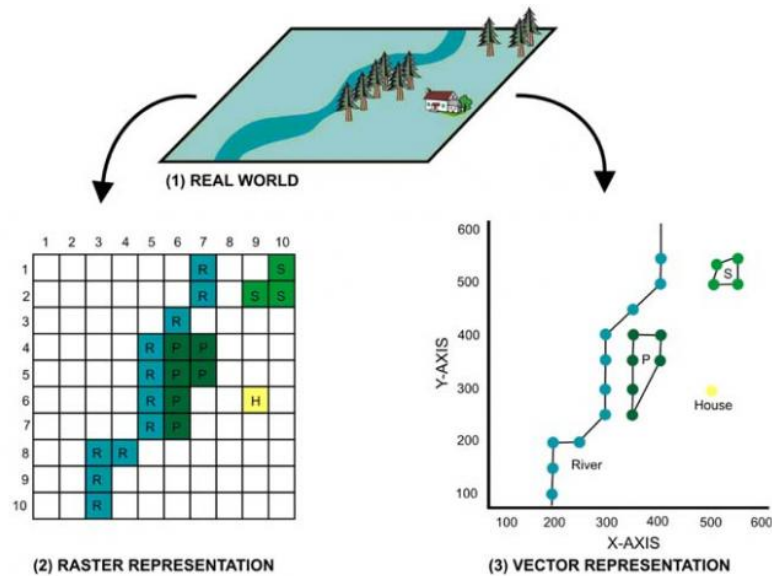 (1) REAL WORLD
1 2 3 4 5 6 7 8 9 10
1 R S
2 R S S
3 R
4 R P P
5 R P P
6 R P H
7 R P
8 R R
9 R
10 R
(2) RASTER REPRESENTATION
600
500
400
300
200
100
Y-AXIS
S
P
House
River
100 200 300 400 500 600
X-AXIS
(3) VECTOR REPRESENTATION